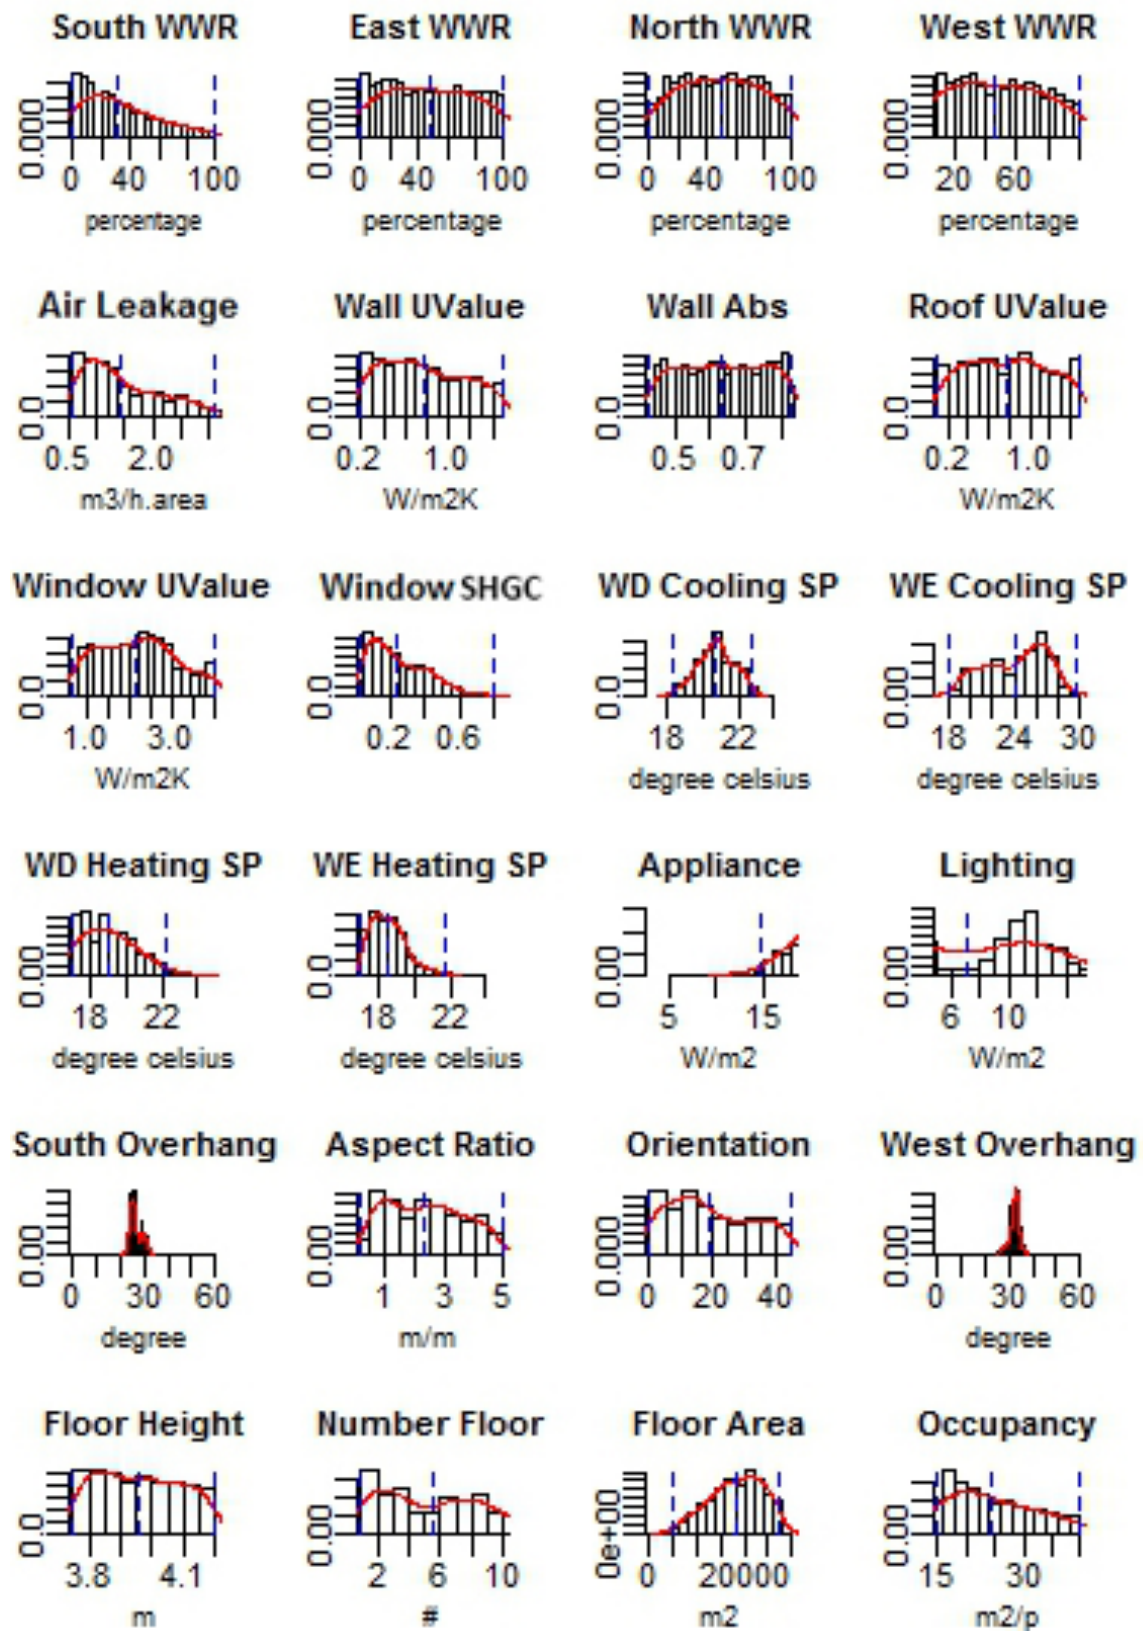 South WWR East WWR North WWR West WWR
0.000 0.000 0.000 0.000
0 40 100 0 40 100 0 40 100 20 60
percentage percentage percentage percentage
Air Leakage Wall UValue Wall Abs Roof UValue
0.0 0.0 0.0 0.0
0.5 2.0 0.2 1.0 0.5 0.7 0.2 1.0
m3/h.area W/m2K W/m2K
Window UValue Window SHGC WD Cooling SP WE Cooling SP
0.0 0.0 0.0 0.00
1.0 3.0 0.2 0.6 18 22 18 24 30
W/m2K degree celsius degree celsius
WD Heating SP WE Heating SP Appliance Lighting
0.00 0.0 0.00 0.00
18 22 18 22 5 15 6 10
degree celsius degree celsius W/m2 W/m2
South Overhang Aspect Ratio Orientation West Overhang
0.00 0.00 0.000 0.00
0 30 60 1 3 5 0 20 40 0 30 60
degree m/m degree
Floor Height Number Floor Floor Area Occupancy
0.0 0.00 0e+00 0.00
3.8 4.1 2 6 10 0 20000 15 30
m # m2 m2/p